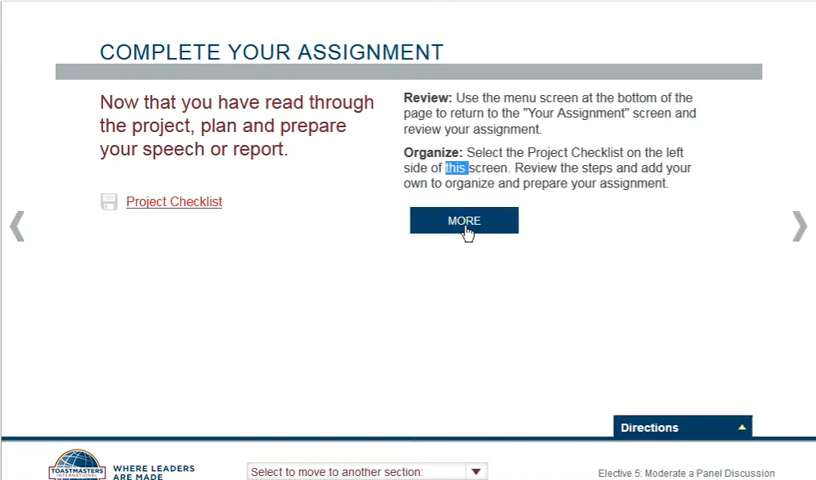 COMPLETE YOUR ASSIGNMENT
Now that you have read through
the project, plan and prepare
your speech or report.
Project Checklist
Review: Use the menu screen at the bottom of the
page to return to the "Your Assignment" screen and
review your assignment.
Organize: Select the Project Checklist on the left
side of this screen. Review the steps and add your
own to organize and prepare your assignment.
MORE
Directions
TOASTMASTERS
INTERNATIONAL
WHERE LEADERS
ARE MADE
Select to move to another section:
Elective 5: Moderate a Panel Discussion